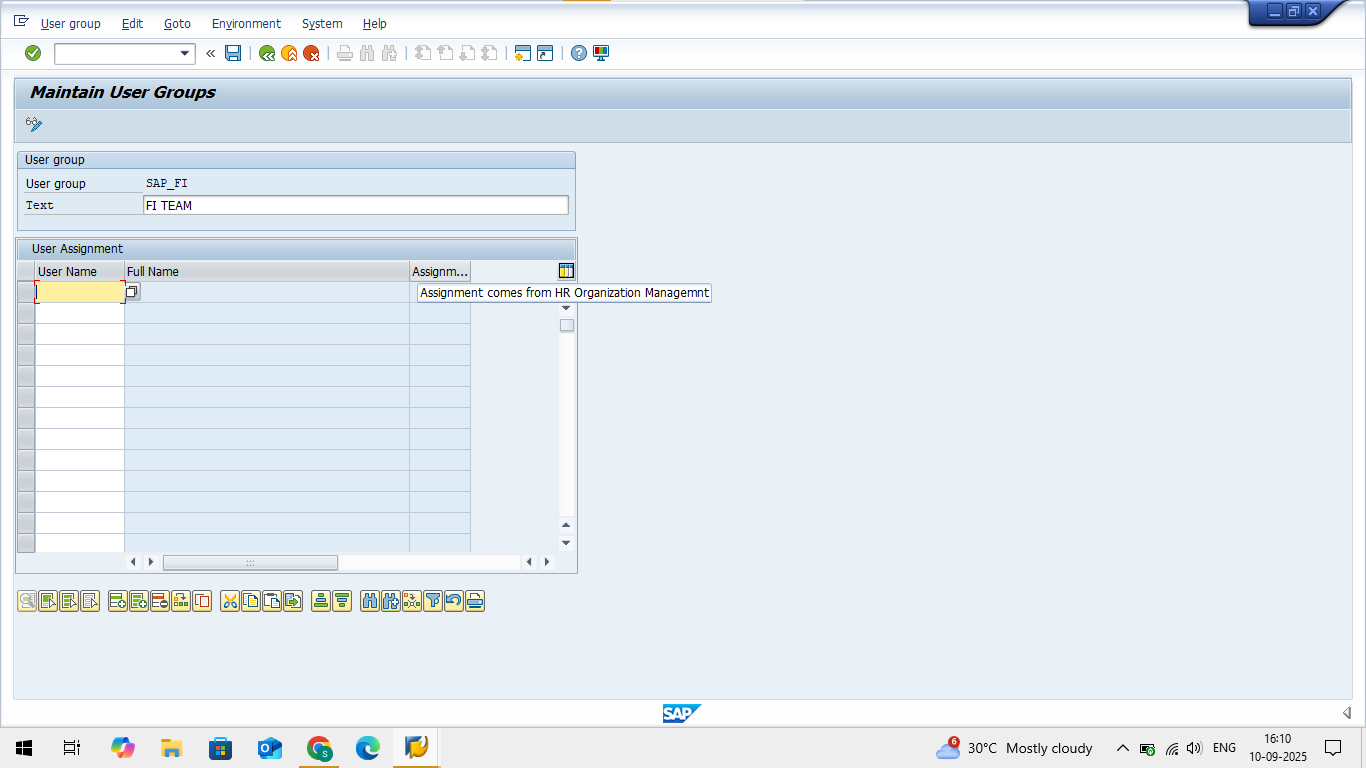 User group Edit Goto Environment System Help
Maintain User Groups
User group
User group SAP_FI
Text FI TEAM
User Assignment
User Name Full Name Assignm...
Assignment comes from HR Organization Managemnt
SAP
6
30°C Mostly cloudy
ENG
16:10
10-09-2025